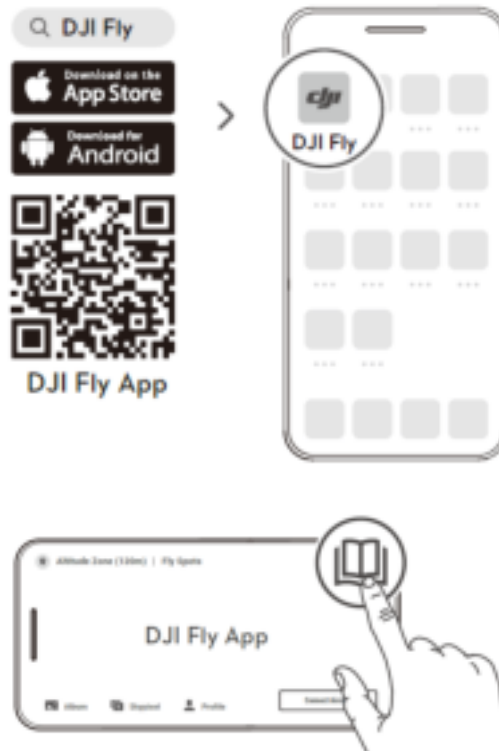 DJI Fly
Download on the
App Store
Download for
Android
DJI Fly App
dji
DJI Fly
Altitude Zone (120m) | Fly Spots
DJI Fly App
Album
SkyPixel
Profile